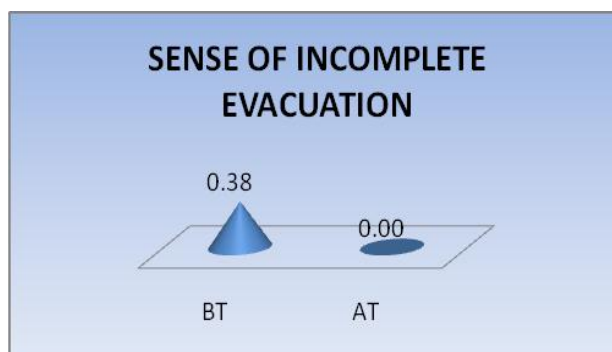 SENSE OF INCOMPLETE
EVACUATION
0.38
0.00
BT
AT